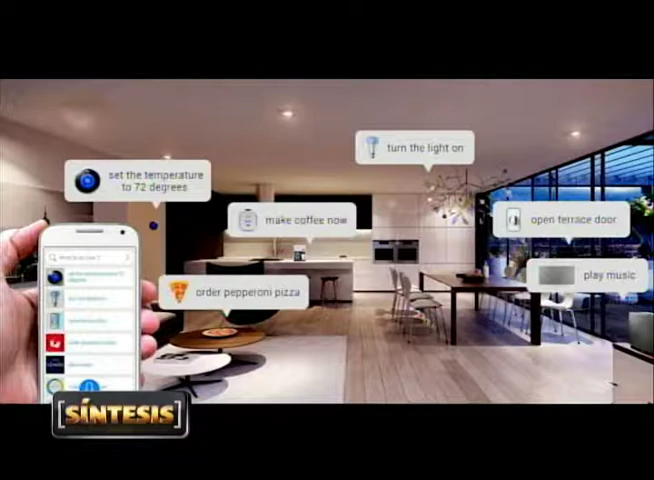 turn the light on
set the temperature
to 72 degrees
make coffee now
open terrace door
play music
order pepperoni pizza
[SÍNTESIS]